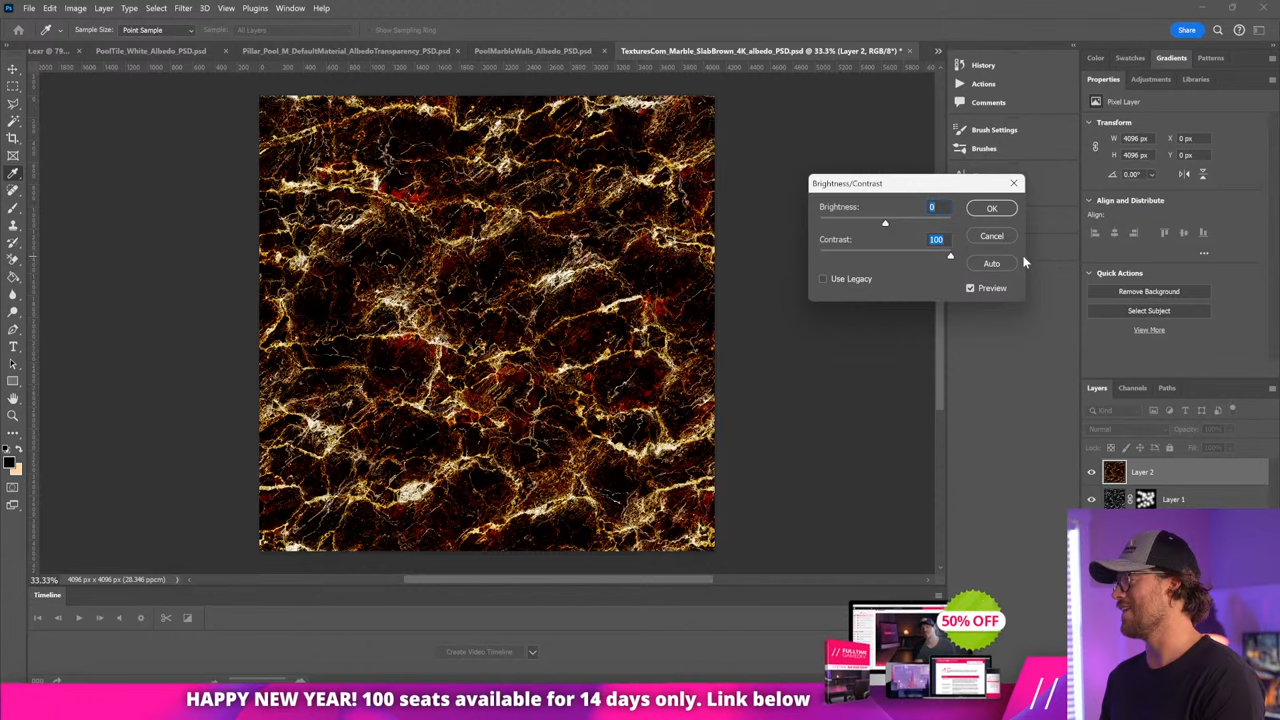 Ps File Edit Image Layer Type Select Filter 3D View Plugins Window Help
Sample Size: Point Sample Sample: All Layers Show Sampling Ring Share
t.exr @ 79... PoolTile_White_Albedo_PSD.psd × Pillar_Pool_M_DefaultMaterial_AlbedoTransparency_PSD.psd × PoolMarbleWalls_Albedo_PSD.psd × TexturesCom_Marble_SlabBrown_4K_albedo_PSD.psd @ 33.3% (Layer 2, RGB/8*) * ×
History
Actions
Comments
Brush Settings
Brushes
Color Swatches Gradients Patterns
Properties Adjustments Libraries
Pixel Layer
Transform
W 4096 px X 0 px
H 4096 px Y 0 px
0.00°
Align and Distribute
Align:
Quick Actions
Remove Background
Select Subject
View More
Brightness/Contrast
Brightness: 0 OK
Contrast: 100 Cancel
Auto
Use Legacy
Preview
Layers Channels Paths
Kind
Normal Opacity: 100%
Lock: Fill: 100%
Layer 2
Layer 1
33.33% 4096 px x 4096 px (28.346 ppcm)
Timeline
Create Video Timeline
50% OFF
FULLTIME
GAMEDEV
HAPPY NEW YEAR! 100 seats available for 14 days only. Link below
//